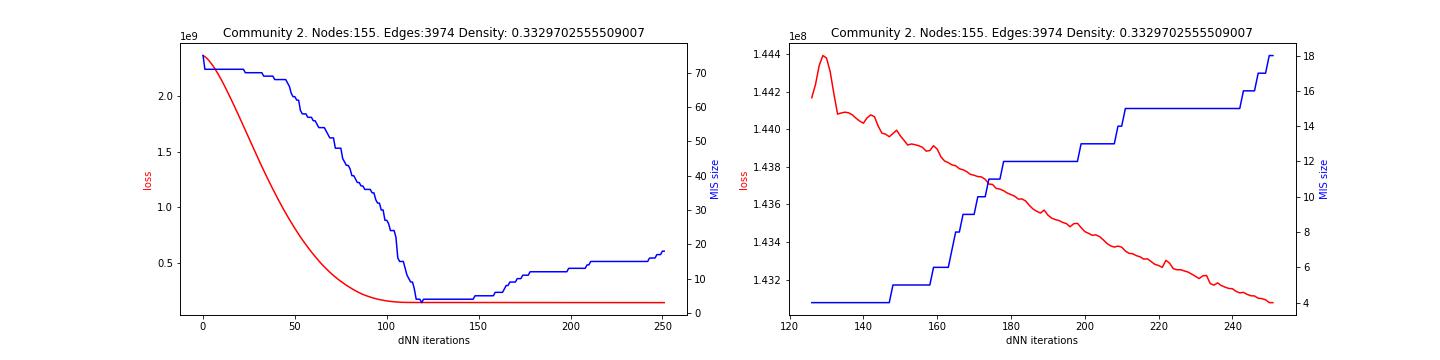 Community 2. Nodes:155. Edges:3974 Density: 0.3329702555509007
1e9
2.0
1.5
1.0
0.5
loss
70
60
50
40
30
20
10
0
MIS size
0 50 100 150 200 250
dNN iterations
Community 2. Nodes:155. Edges:3974 Density: 0.3329702555509007
1e8
1.444
1.442
1.440
1.438
1.436
1.434
1.432
loss
18
16
14
12
10
8
6
4
MIS size
120 140 160 180 200 220 240
dNN iterations